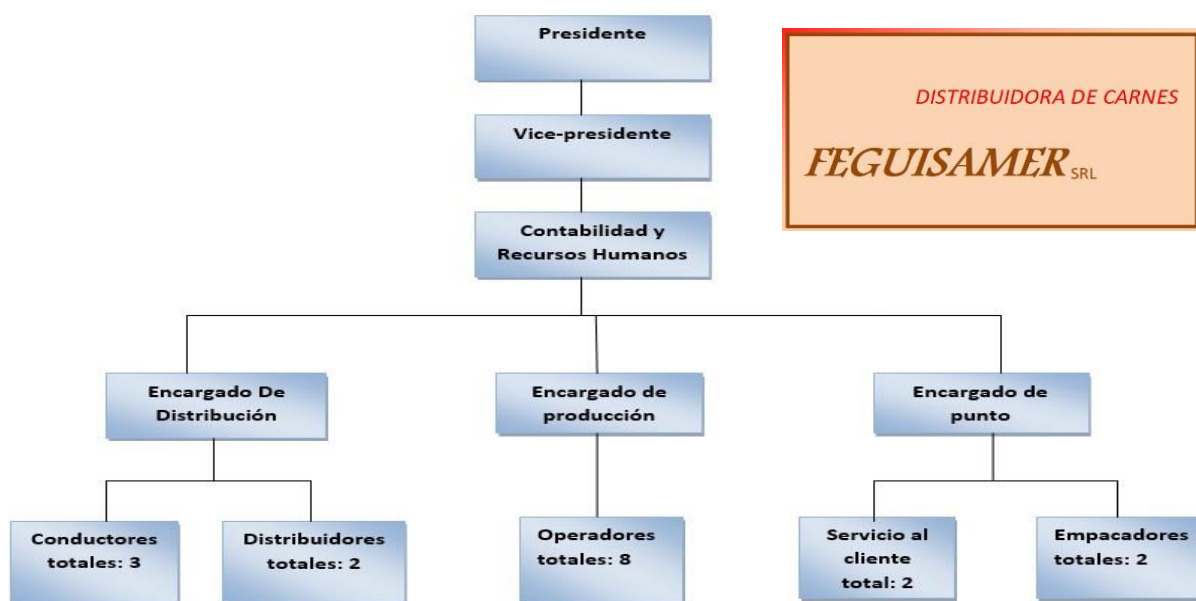 Presidente
DISTRIBUIDORA DE CARNES
FEGUISAMER SRL
Vice-presidente
Contabilidad y
Recursos Humanos
Encargado De
Distribución
Encargado de
producción
Encargado de
punto
Conductores
totales: 3
Distribuidores
totales: 2
Operadores
totales: 8
Servicio al
cliente
total: 2
Empacadores
totales: 2